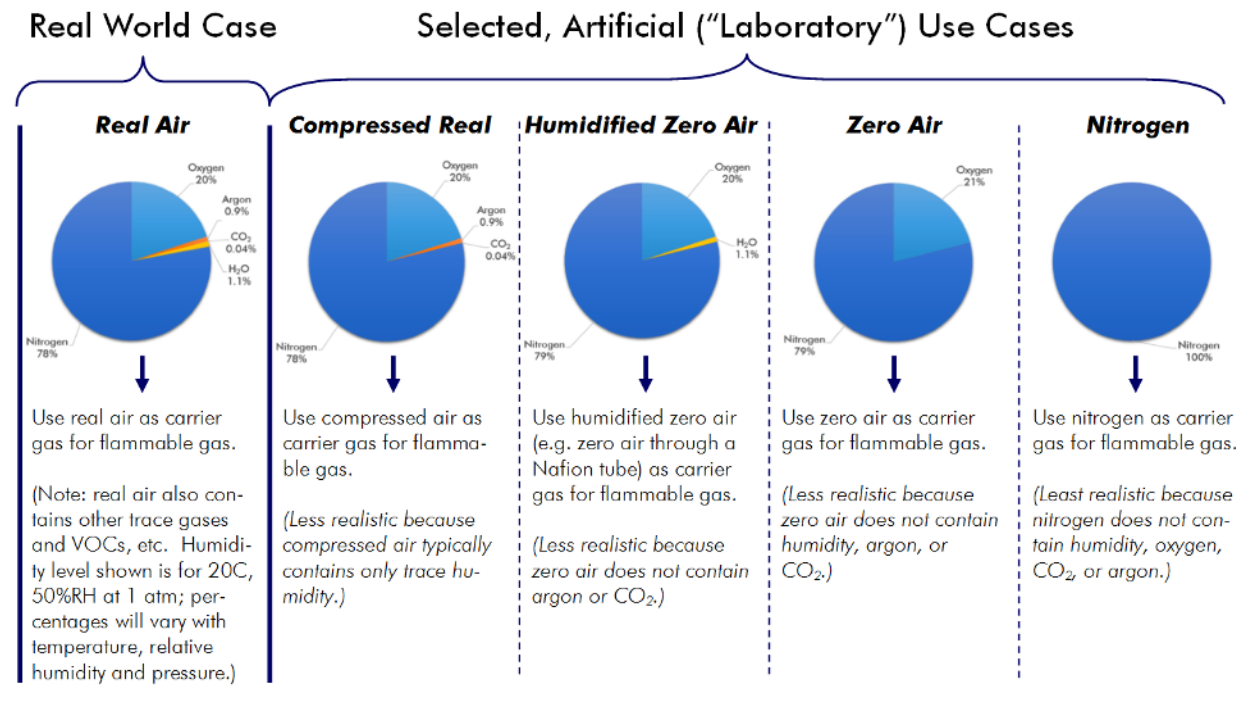 Real World Case
Selected, Artificial ("Laboratory") Use Cases
Real Air
Oxygen
20%
Argon
0.9%
CO₂
0.04%
H₂O
1.1%
Nitrogen
78%
Use real air as carrier
gas for flammable gas.
(Note: real air also con-
tains other trace gases
and VOCs, etc.  Humidi-
ty level shown is for 20C,
50%RH at 1 atm; per-
centages will vary with
temperature, relative
humidity and pressure.)
Compressed Real
Oxygen
20%
Argon
0.9%
CO₂
0.04%
Nitrogen
78%
Use compressed air as
carrier gas for flamma-
ble gas.
(Less realistic because
compressed air typically
contains only trace hu-
midity.)
Humidified Zero Air
Oxygen
20%
H₂O
1.1%
Nitrogen
79%
Use humidified zero air
(e.g. zero air through a
Nafion tube) as carrier
gas for flammable gas.
(Less realistic because
zero air does not contain
argon or CO₂.)
Zero Air
Oxygen
21%
Nitrogen
79%
Use zero air as carrier
gas for flammable gas.
(Less realistic because
zero air does not contain
humidity, argon, or
CO₂.)
Nitrogen
Nitrogen
100%
Use nitrogen as carrier
gas for flammable gas.
(Least realistic because
nitrogen does not con-
tain humidity, oxygen,
CO₂, or argon.)